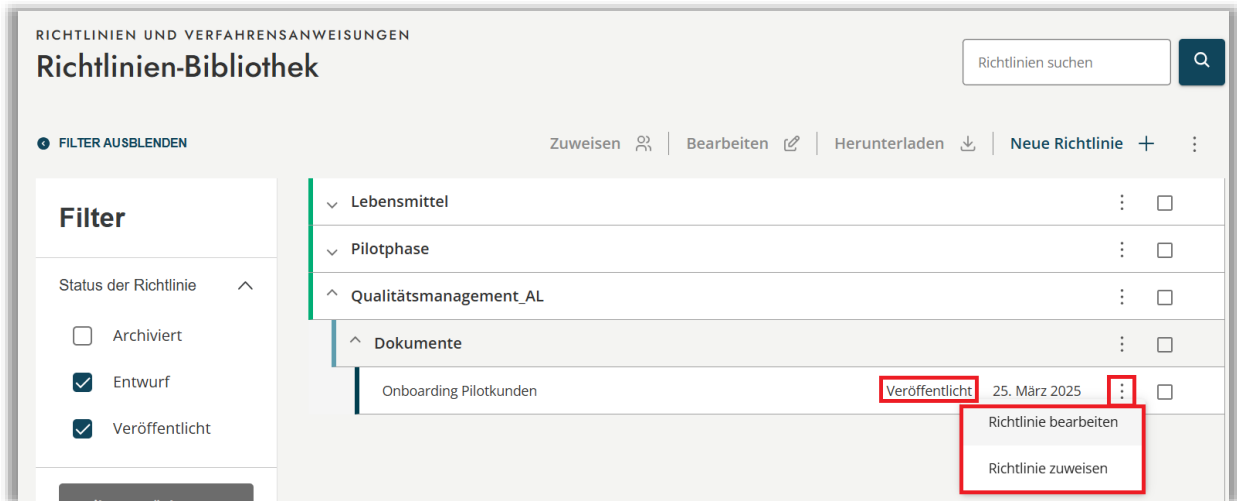 RICHTLINIEN UND VERFAHRENSANWEISUNGEN
Richtlinien-Bibliothek
Richtlinien suchen
FILTER AUSBLENDEN
Zuweisen
Bearbeiten
Herunterladen
Neue Richtlinie
Filter
Status der Richtlinie
Archiviert
Entwurf
Veröffentlicht
Lebensmittel
Pilotphase
Qualitätsmanagement_AL
Dokumente
Onboarding Pilotkunden Veröffentlicht 25. März 2025
Richtlinie bearbeiten
Richtlinie zuweisen